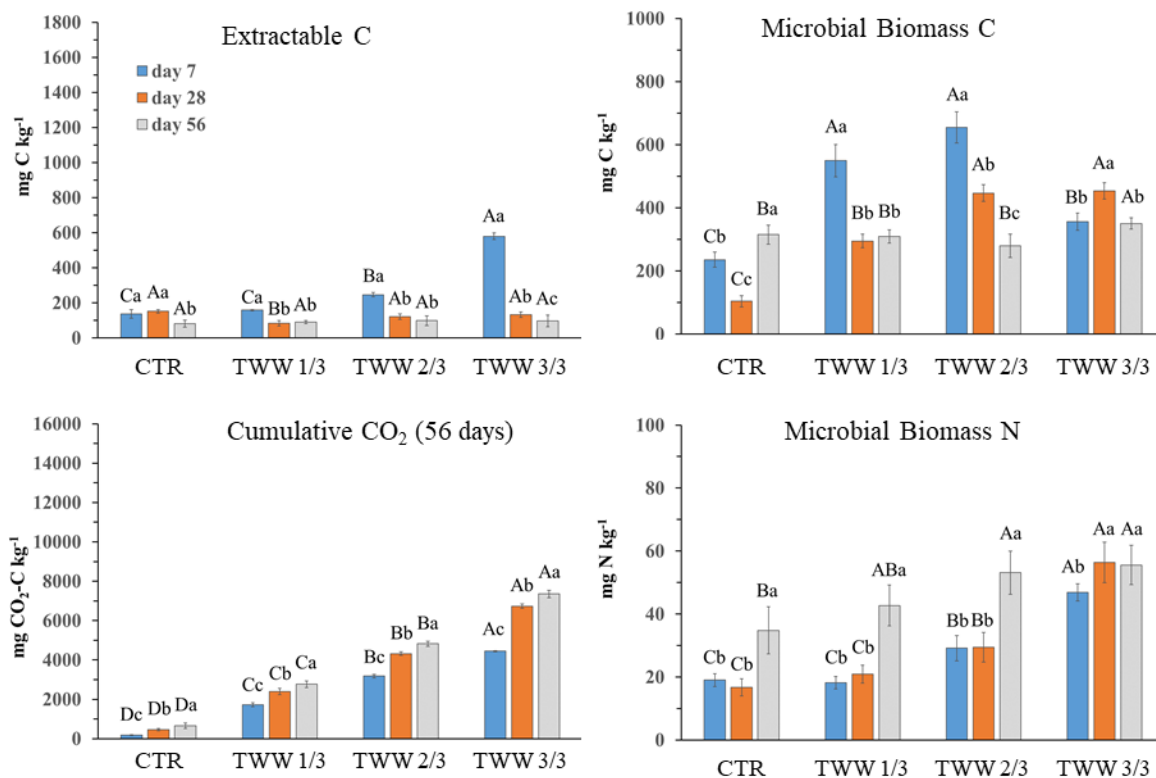 Extractable C
mg C kg⁻¹
1800
1600
1400
1200
1000
800
600
400
200
0
day 7
day 28
day 56
Ca Aa Ab
Ca Bb Ab
Ba Ab Ab
Aa Ab Ac
CTR TWW 1/3 TWW 2/3 TWW 3/3
Microbial Biomass C
mg C kg⁻¹
1000
800
600
400
200
0
Cb Cc Ba
Aa Bb Bb
Aa Ab Bc
Bb Aa Ab
CTR TWW 1/3 TWW 2/3 TWW 3/3
Cumulative CO₂ (56 days)
mg CO₂-C kg⁻¹
16000
14000
12000
10000
8000
6000
4000
2000
0
Dc Db Da
Cc Cb Ca
Bc Bb Ba
Ac Ab Aa
CTR TWW 1/3 TWW 2/3 TWW 3/3
Microbial Biomass N
mg N kg⁻¹
100
80
60
40
20
0
Cb Cb Ba
Cb Cb ABa
Bb Bb Aa
Ab Aa Aa
CTR TWW 1/3 TWW 2/3 TWW 3/3